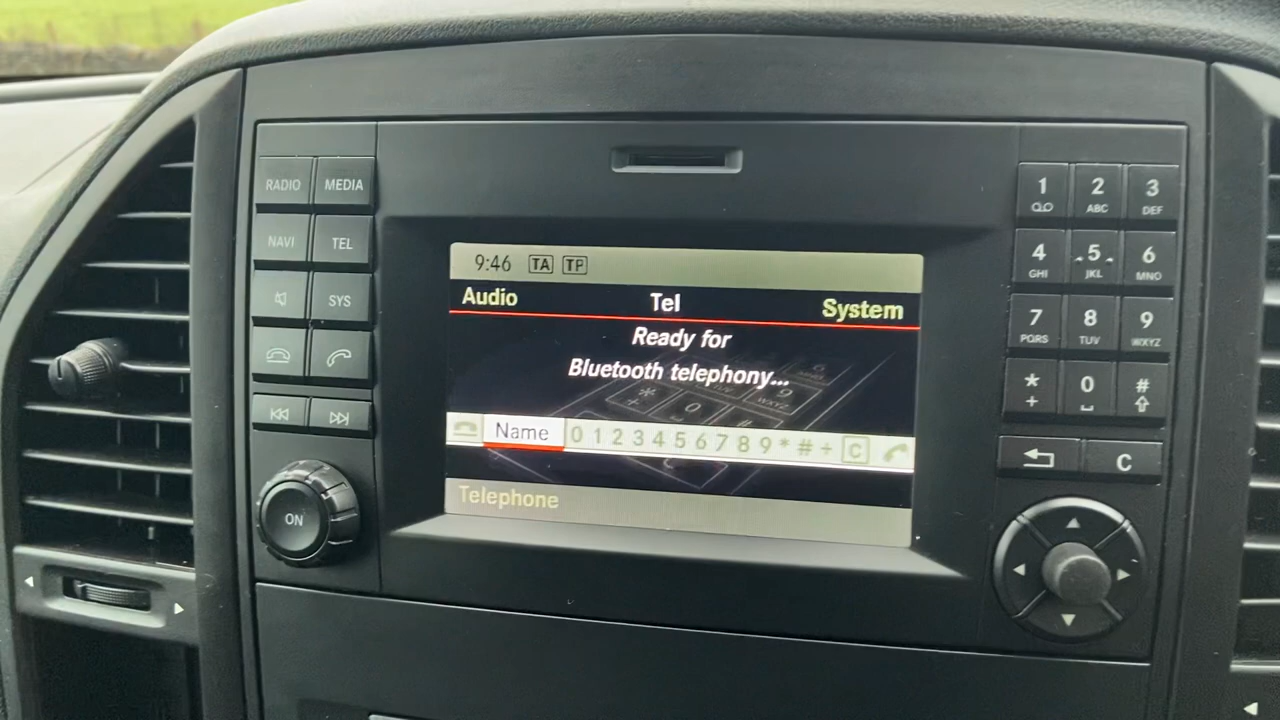 RADIO MEDIA
NAVI TEL
SYS
ON
9:46 TA TP
Audio Tel System
Ready for
Bluetooth telephony...
Name 0 1 2 3 4 5 6 7 8 9 * # + C
Telephone
1 2 3
ABC DEF
4 5 6
GHI JKL MNO
7 8 9
PQRS TUV WXYZ
* 0 #
+
C